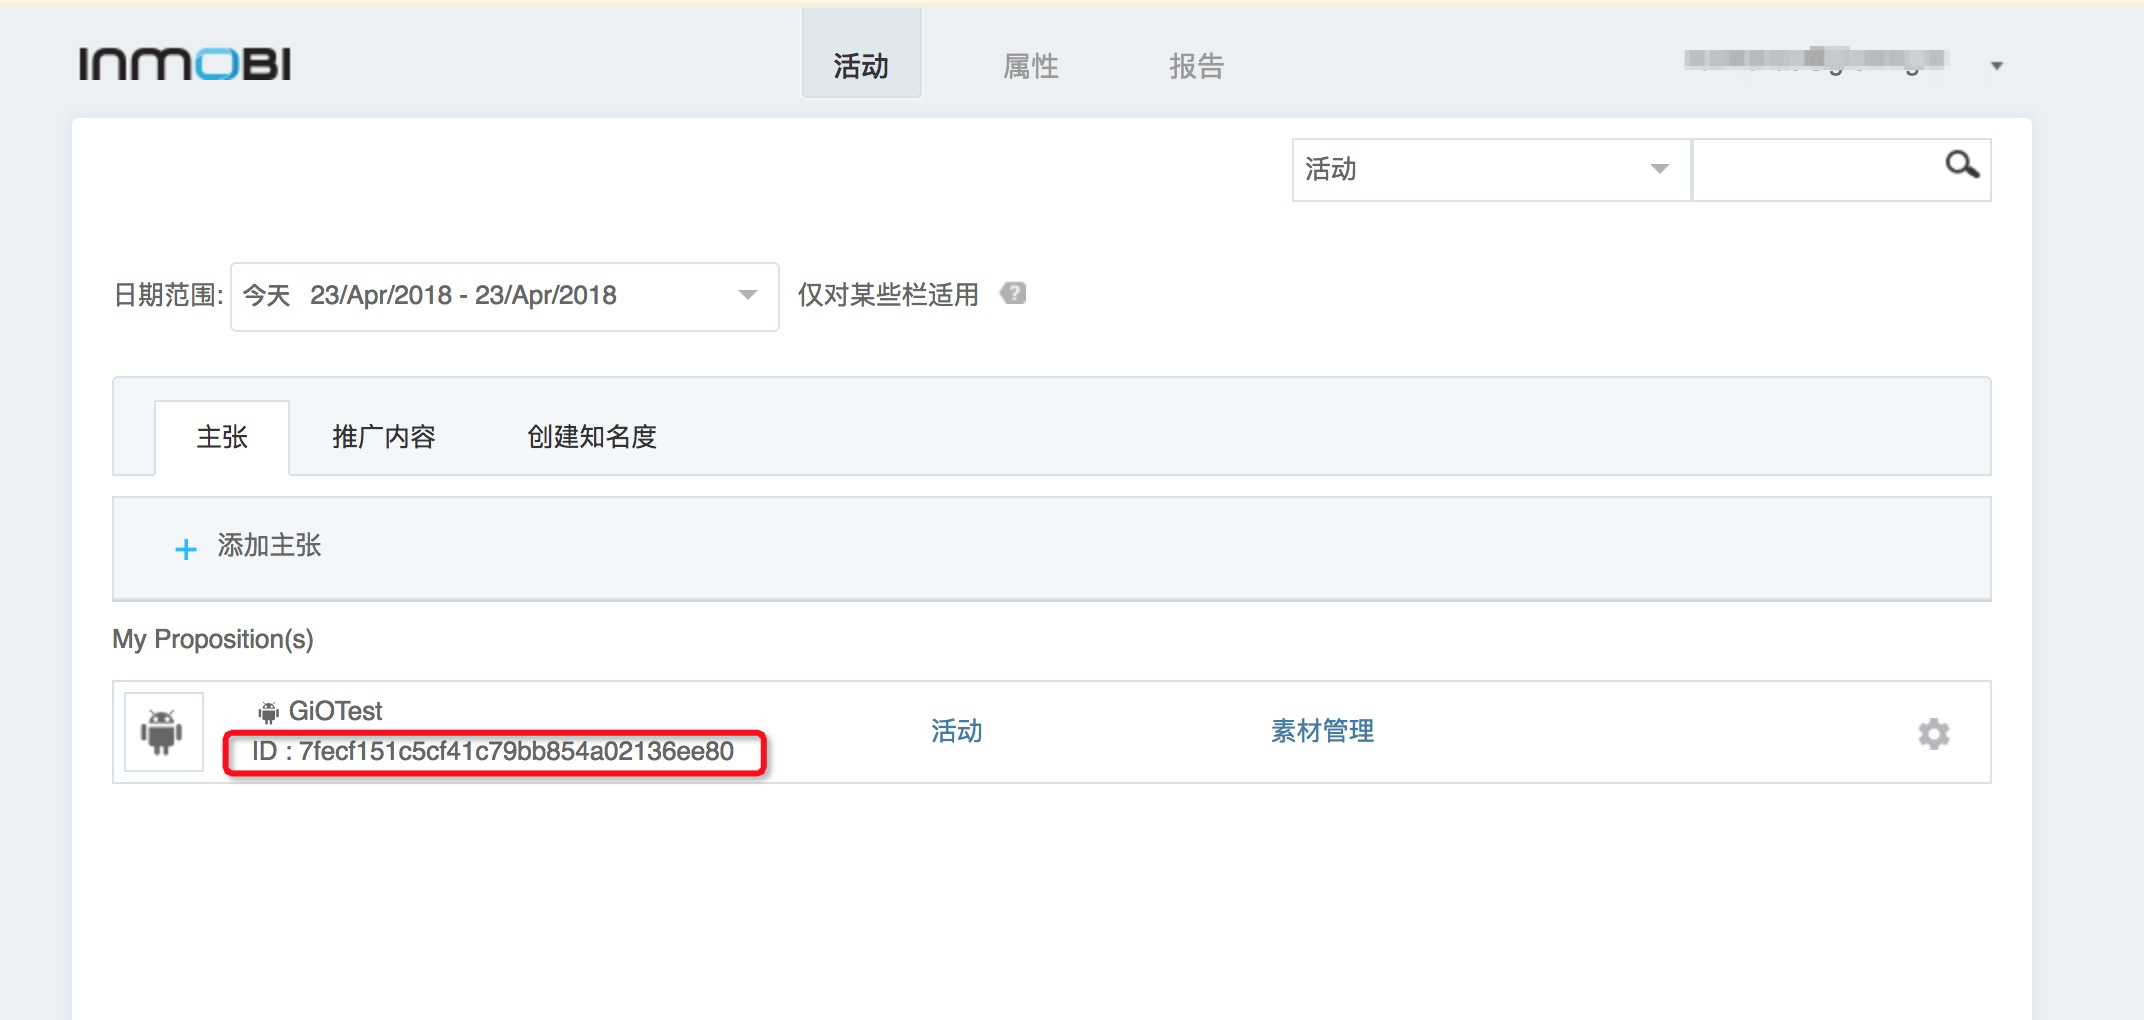 INMOBI
活动
属性
报告
活动
日期范围: 今天 23/Apr/2018 - 23/Apr/2018 仅对某些栏适用 ?
主张
推广内容
创建知名度
+ 添加主张
My Proposition(s)
GiOTest
ID : 7fecf151c5cf41c79bb854a02136ee80
活动
素材管理